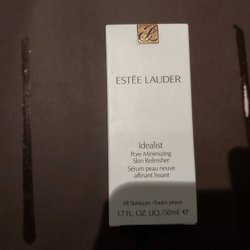 ESTĒE LAUDER
Idealist
Pore Minimizing
Skin Refinisher
Sérum peau neuve
affinant lissant
All Skintypes • Toutes peaux
1.7 FL. OZ. LIQ./50 ml ℮